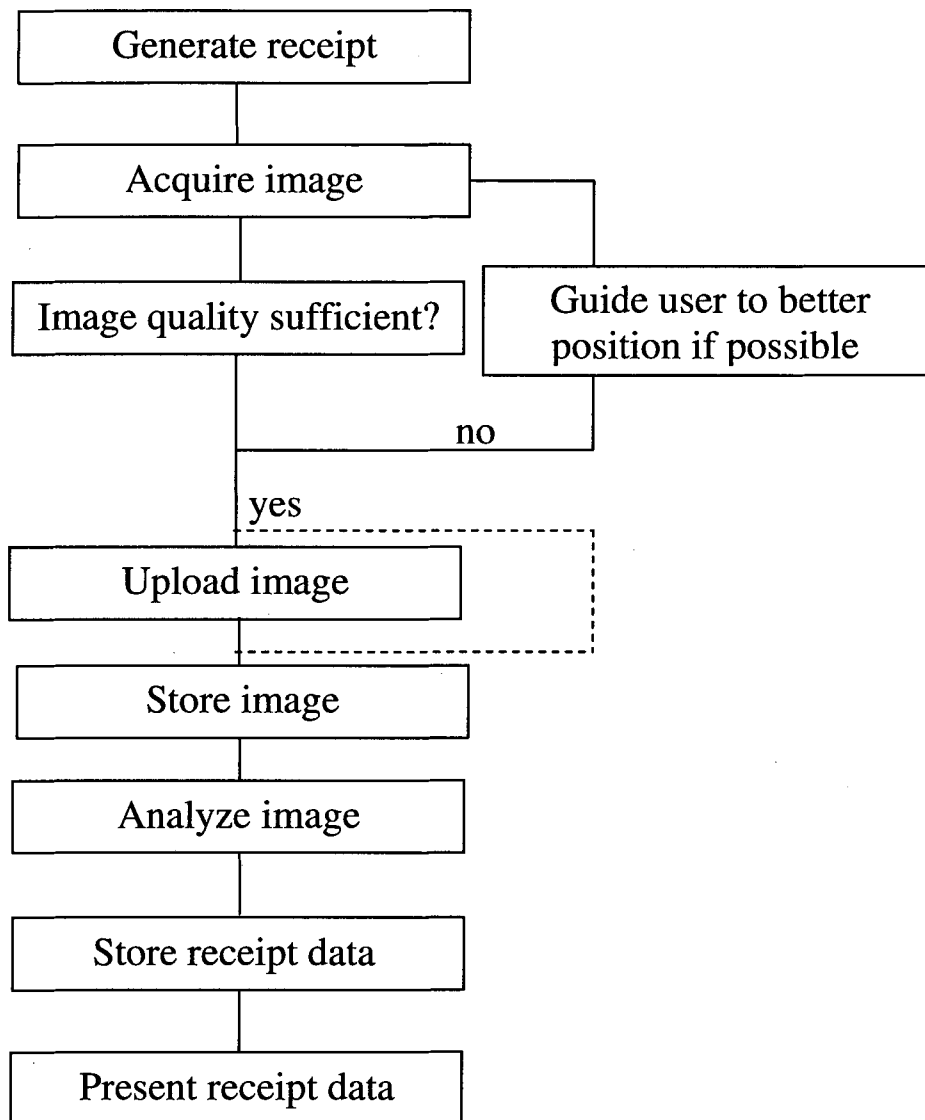 Generate receipt
Acquire image
Image quality sufficient?
Guide user to better
position if possible
no
yes
Upload image
Store image
Analyze image
Store receipt data
Present receipt data